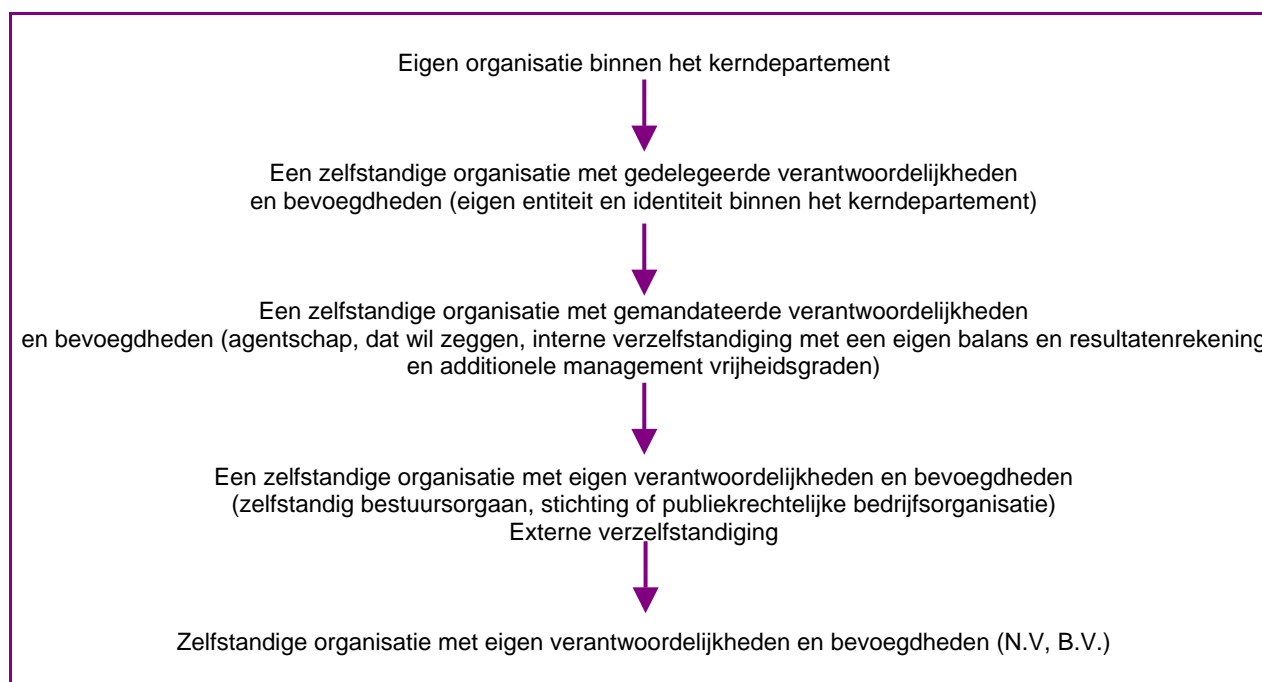 Eigen organisatie binnen het kerndepartement
Een zelfstandige organisatie met gedelegeerde verantwoordelijkheden
en bevoegdheden (eigen entiteit en identiteit binnen het kerndepartement)
Een zelfstandige organisatie met gemandateerde verantwoordelijkheden
en bevoegdheden (agentschap, dat wil zeggen, interne verzelfstandiging met een eigen balans en resultatenrekening
en additionele management vrijheidsgraden)
Een zelfstandige organisatie met eigen verantwoordelijkheden en bevoegdheden
(zelfstandig bestuursorgaan, stichting of publiekrechtelijke bedrijfsorganisatie)
Externe verzelfstandiging
Zelfstandige organisatie met eigen verantwoordelijkheden en bevoegdheden (N.V, B.V.)